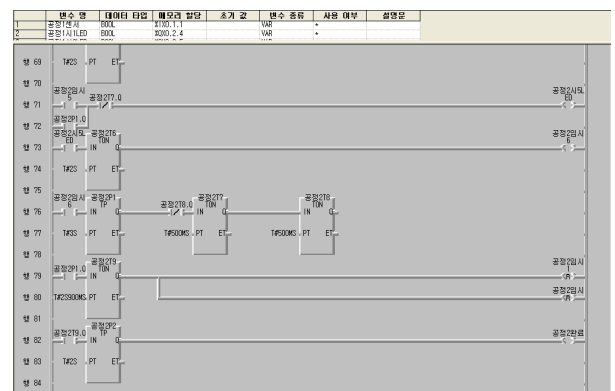 변수 명 데이터 타입 메모리 할당 초기 값 변수 종류 사용 여부 설명문
1 공정1센서 BOOL %IX0.1.1 VAR *
2 공정1시1LED BOOL %QX0.2.4 VAR *
행 69 T#2S PT ET
행 70
공정2임시 공정2시5L
5 공정2T7.Q ED
행 71
행 72 공정2P1.Q
공정2시5L 공정2T6 공정2임시
ED TON 6
행 73 IN Q
행 74 T#2S PT ET
행 75
공정2임시 공정2P1 공정2T7 공정2T8
6 TP 공정2T8.Q TON TON
행 76 IN Q IN Q IN Q
행 77 T#3S PT ET T#500MS PT ET T#500MS PT ET
행 78
공정2T9 공정2임시
공정2P1.Q TON 1
행 79 IN Q (R)
공정2임시
행 80 T#2S900MS PT ET (R)
행 81
공정2P2
공정2T9.Q TP 공정2완료
행 82 IN Q
행 83 T#2S PT ET
행 84